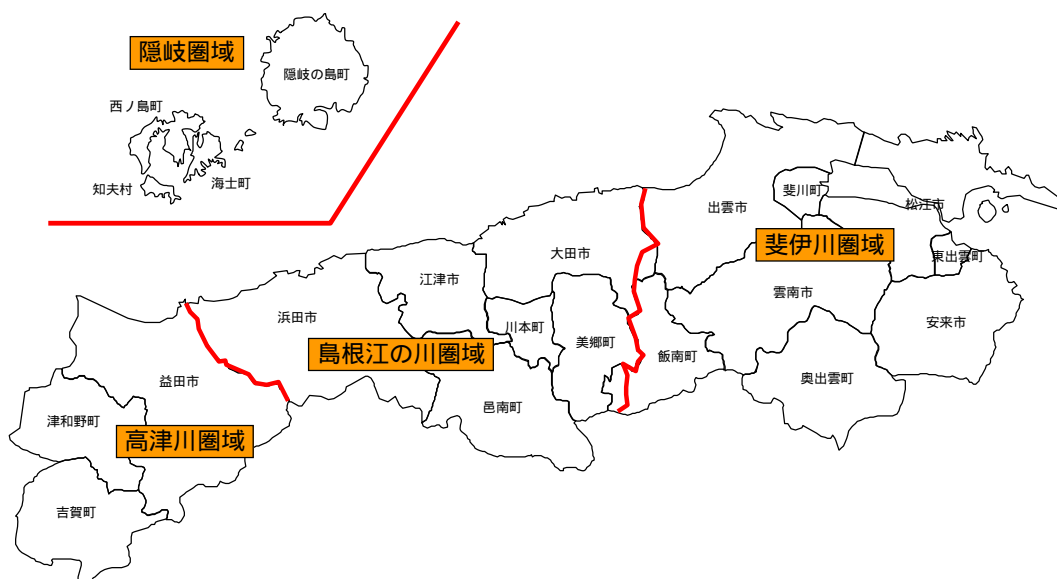 隠岐圏域
隠岐の島町
西ノ島町
知夫村
海士町
斐川町
松江市
出雲市
斐伊川圏域
東出雲町
大田市
江津市
雲南市
浜田市
川本町
安来市
島根江の川圏域
美郷町
飯南町
益田市
奥出雲町
邑南町
津和野町
高津川圏域
吉賀町